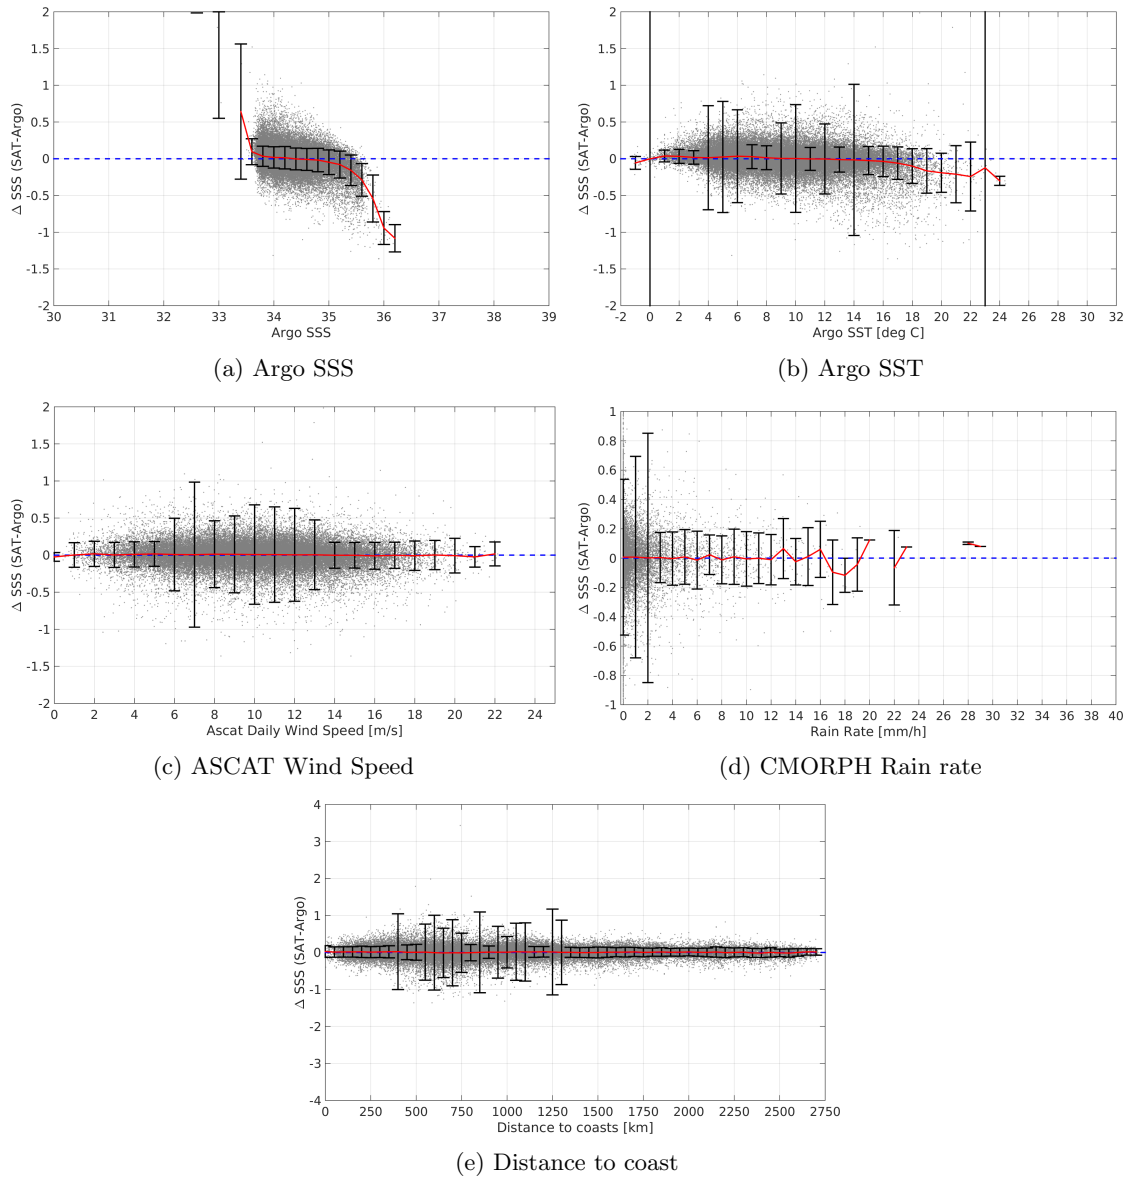 2
1.5
1
0.5
0
-0.5
-1
-1.5
-2
Δ SSS (SAT-Argo)
30 31 32 33 34 35 36 37 38 39
Argo SSS
(a) Argo SSS
2
1.5
1
0.5
0
-0.5
-1
-1.5
-2
Δ SSS (SAT-Argo)
-2 0 2 4 6 8 10 12 14 16 18 20 22 24 26 28 30 32
Argo SST [deg C]
(b) Argo SST
2
1.5
1
0.5
0
-0.5
-1
-1.5
-2
Δ SSS (SAT-Argo)
0 2 4 6 8 10 12 14 16 18 20 22 24
Ascat Daily Wind Speed [m/s]
(c) ASCAT Wind Speed
1
0.8
0.6
0.4
0.2
0
-0.2
-0.4
-0.6
-0.8
-1
Δ SSS (SAT-Argo)
0 2 4 6 8 10 12 14 16 18 20 22 24 26 28 30 32 34 36 38 40
Rain Rate [mm/h]
(d) CMORPH Rain rate
4
3
2
1
0
-1
-2
-3
-4
Δ SSS (SAT-Argo)
0 250 500 750 1000 1250 1500 1750 2000 2250 2500 2750
Distance to coasts [km]
(e) Distance to coast